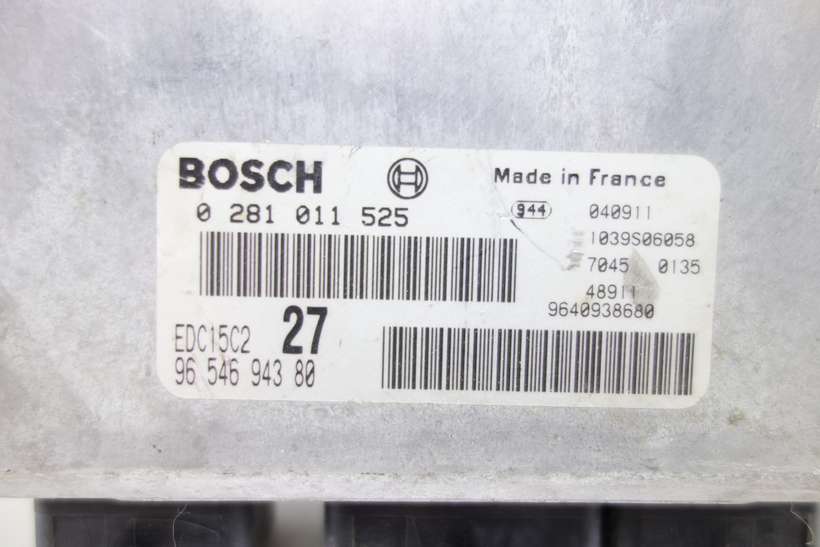 BOSCH Made in France
0 281 011 525
944 040911
1039S06058
7045 0135
48911
9640938680
EDC15C2 27
96 546 943 80